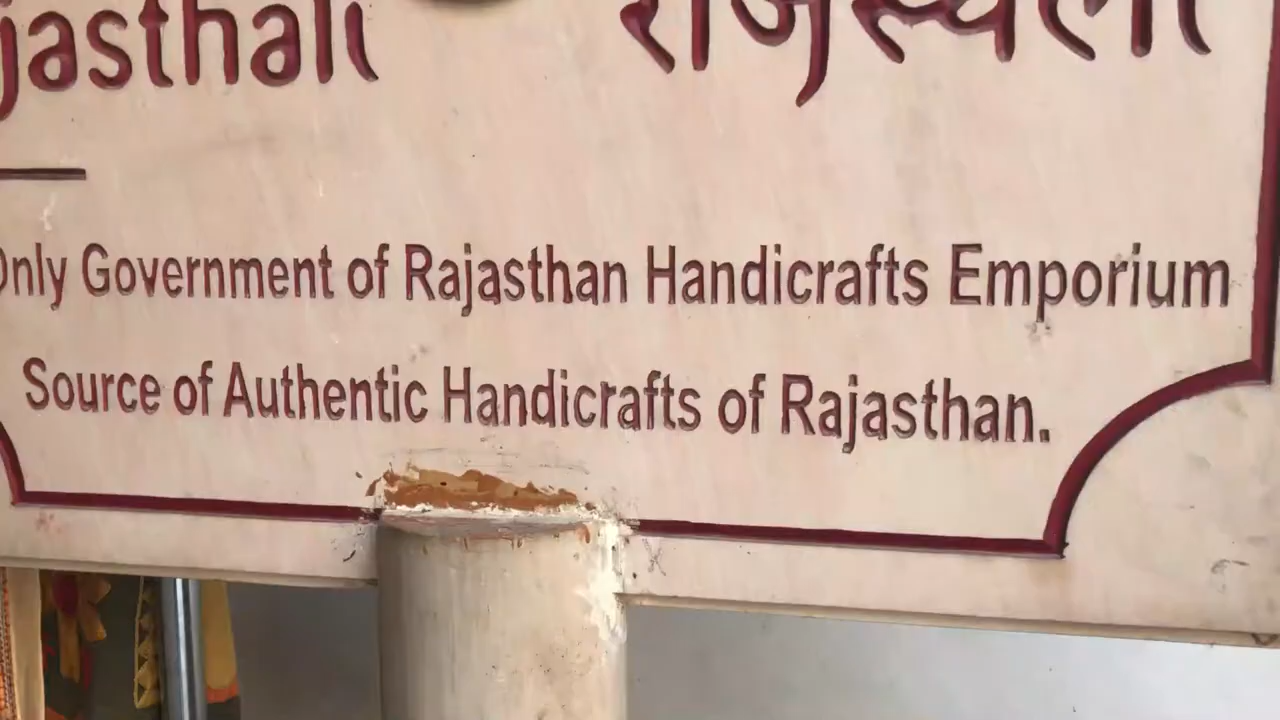 jasthali राजस्थली
Only Government of Rajasthan Handicrafts Emporium
Source of Authentic Handicrafts of Rajasthan.